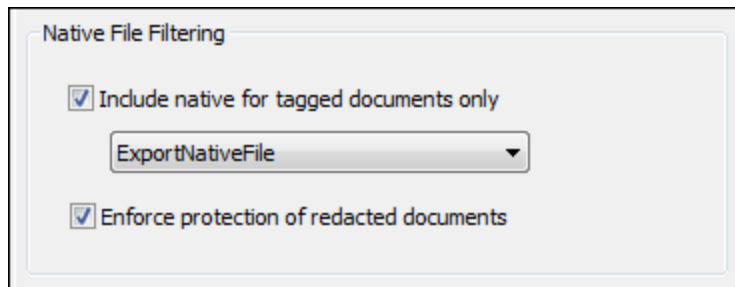 Native File Filtering
Include native for tagged documents only
ExportNativeFile
Enforce protection of redacted documents